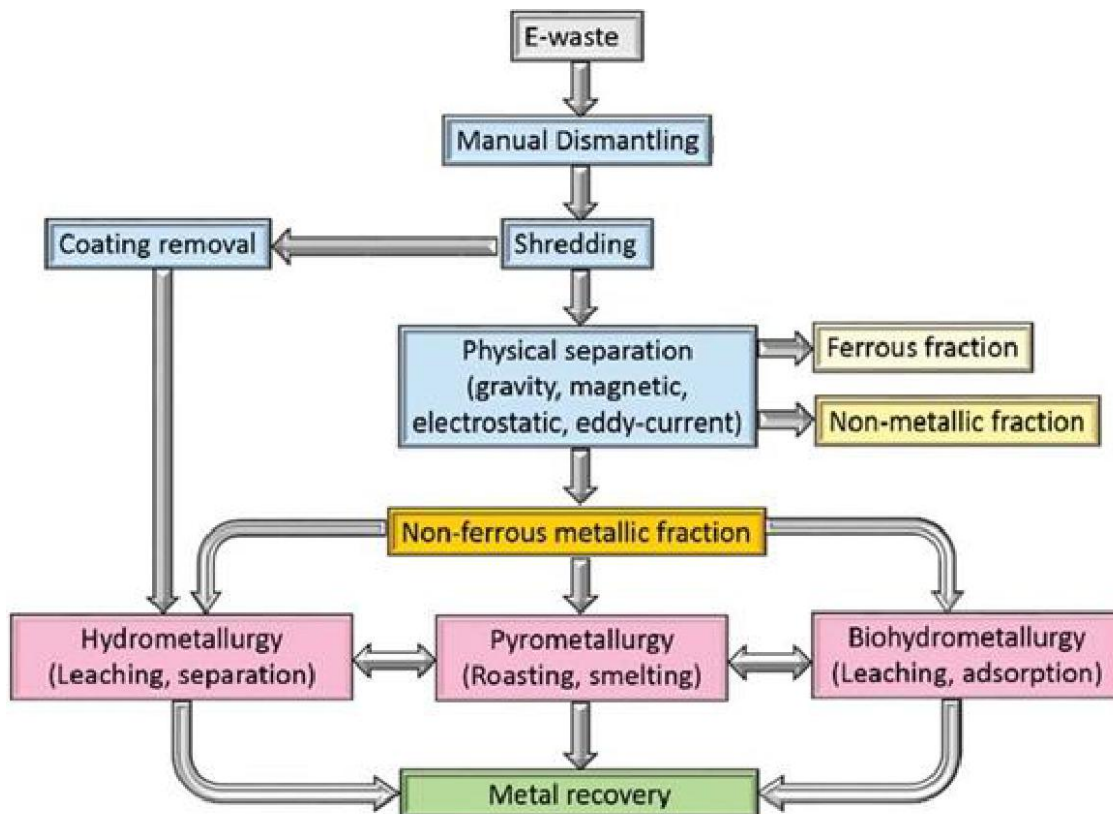 E-waste
Manual Dismantling
Coating removal
Shredding
Physical separation
(gravity, magnetic,
electrostatic, eddy-current)
Ferrous fraction
Non-metallic fraction
Non-ferrous metallic fraction
Hydrometallurgy
(Leaching, separation)
Pyrometallurgy
(Roasting, smelting)
Biohydrometallurgy
(Leaching, adsorption)
Metal recovery